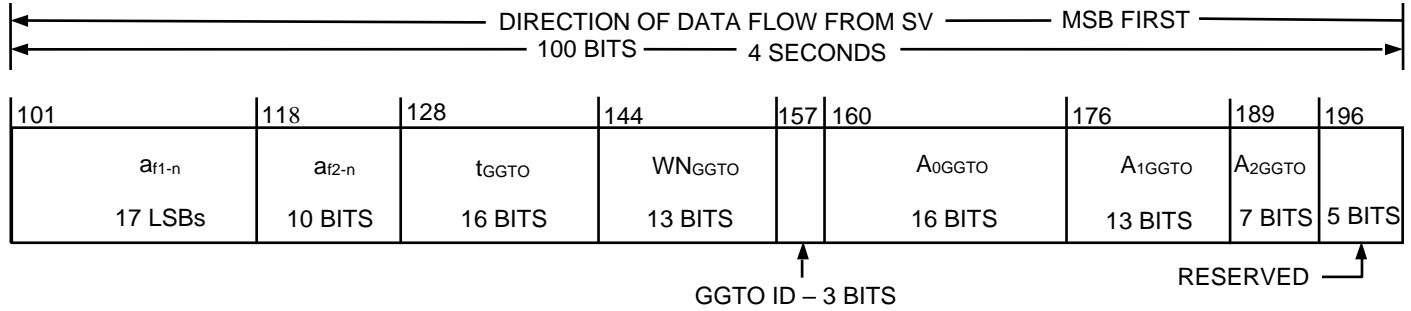 DIRECTION OF DATA FLOW FROM SV MSB FIRST
100 BITS 4 SECONDS
101 118 128 144 157 160 176 189 196
af1-n af2-n tGGTO WNGGTO A0GGTO A1GGTO A2GGTO
17 LSBs 10 BITS 16 BITS 13 BITS 16 BITS 13 BITS 7 BITS 5 BITS
RESERVED
GGTO ID – 3 BITS